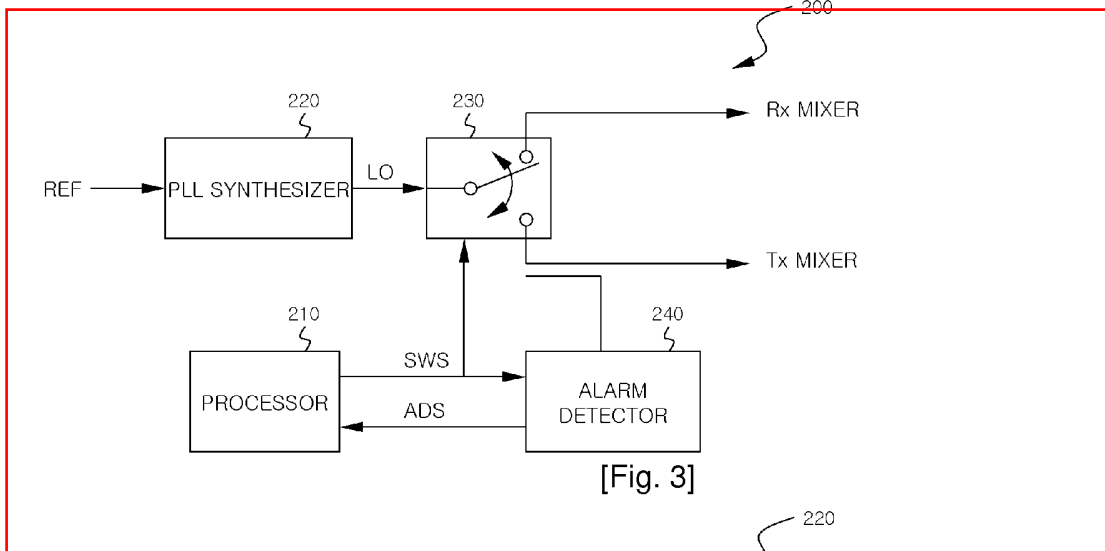 200
220
230
Rx MIXER
REF
PLL SYNTHESIZER
LO
Tx MIXER
210
240
SWS
PROCESSOR
ALARM
DETECTOR
ADS
[Fig. 3]
220